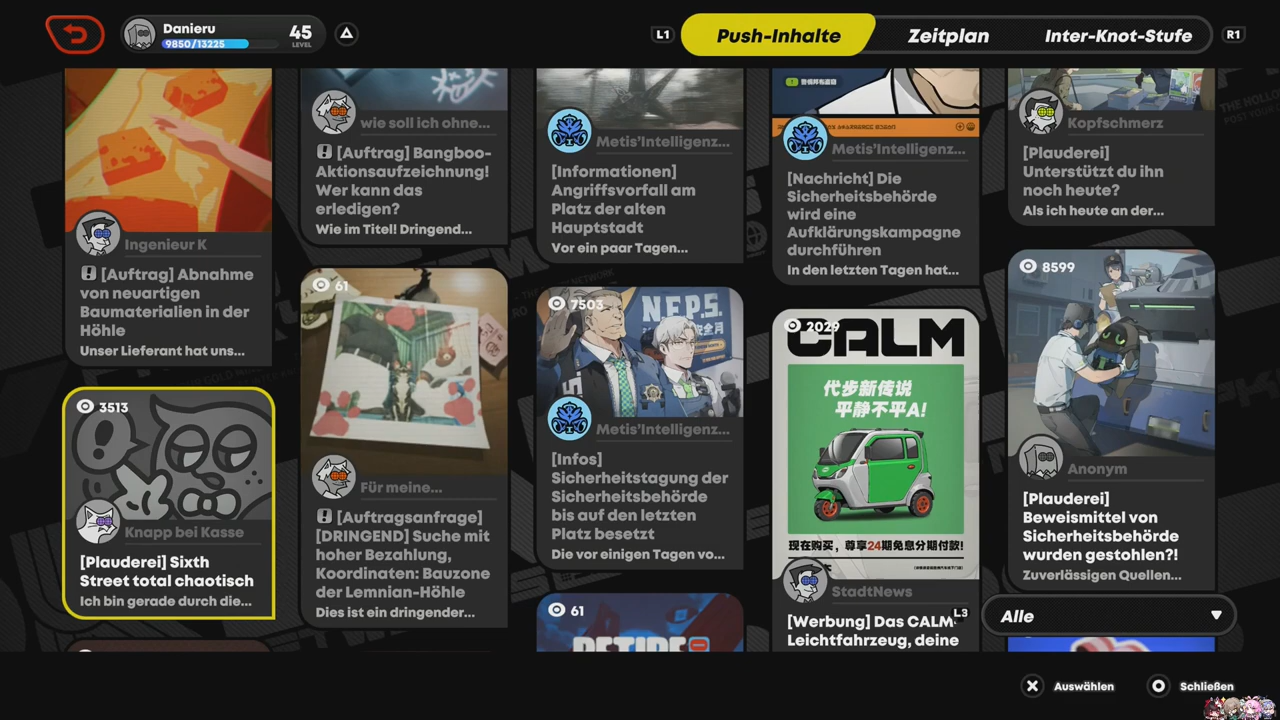 Danieru
9850/13225
45
LEVEL
L1
Push-Inhalte
Zeitplan
Inter-Knot-Stufe
R1
Ingenieur K
[Auftrag] Abnahme
von neuartigen
Baumaterialien in der
Höhle
Unser Lieferant hat uns...
3513
Knapp bei Kasse
[Plauderei] Sixth
Street total chaotisch
Ich bin gerade durch die...
wie soll ich ohne...
[Auftrag] Bangboo-
Aktionsaufzeichnung!
Wer kann das
erledigen?
Wie im Titel! Dringend...
61
Für meine...
[Auftragsanfrage]
[DRINGEND] Suche mit
hoher Bezahlung,
Koordinaten: Bauzone
der Lemnian-Höhle
Dies ist ein dringender...
Metis'Intelligenz...
[Informationen]
Angriffsvorfall am
Platz der alten
Hauptstadt
Vor ein paar Tagen...
7503
N.E.P.S.
Metis'Intelligenz...
[Infos]
Sicherheitstagung der
Sicherheitsbehörde
bis auf den letzten
Platz besetzt
Die vor einigen Tagen vo...
61
Metis'Intelligenz...
[Nachricht] Die
Sicherheitsbehörde
wird eine
Aufklärungskampagne
durchführen
In den letzten Tagen hat...
2029
CALM
代步新传说
平静不平A!
现在购买，尊享24期免息分期付款!
StadtNews
[Werbung] Das CALM-
Leichtfahrzeug, deine
L3
Kopfschmerz
[Plauderei]
Unterstützt du ihn
noch heute?
Als ich heute an der...
8599
Anonym
[Plauderei]
Beweismittel von
Sicherheitsbehörde
wurden gestohlen?!
Zuverlässigen Quellen...
Alle
Auswählen
Schließen